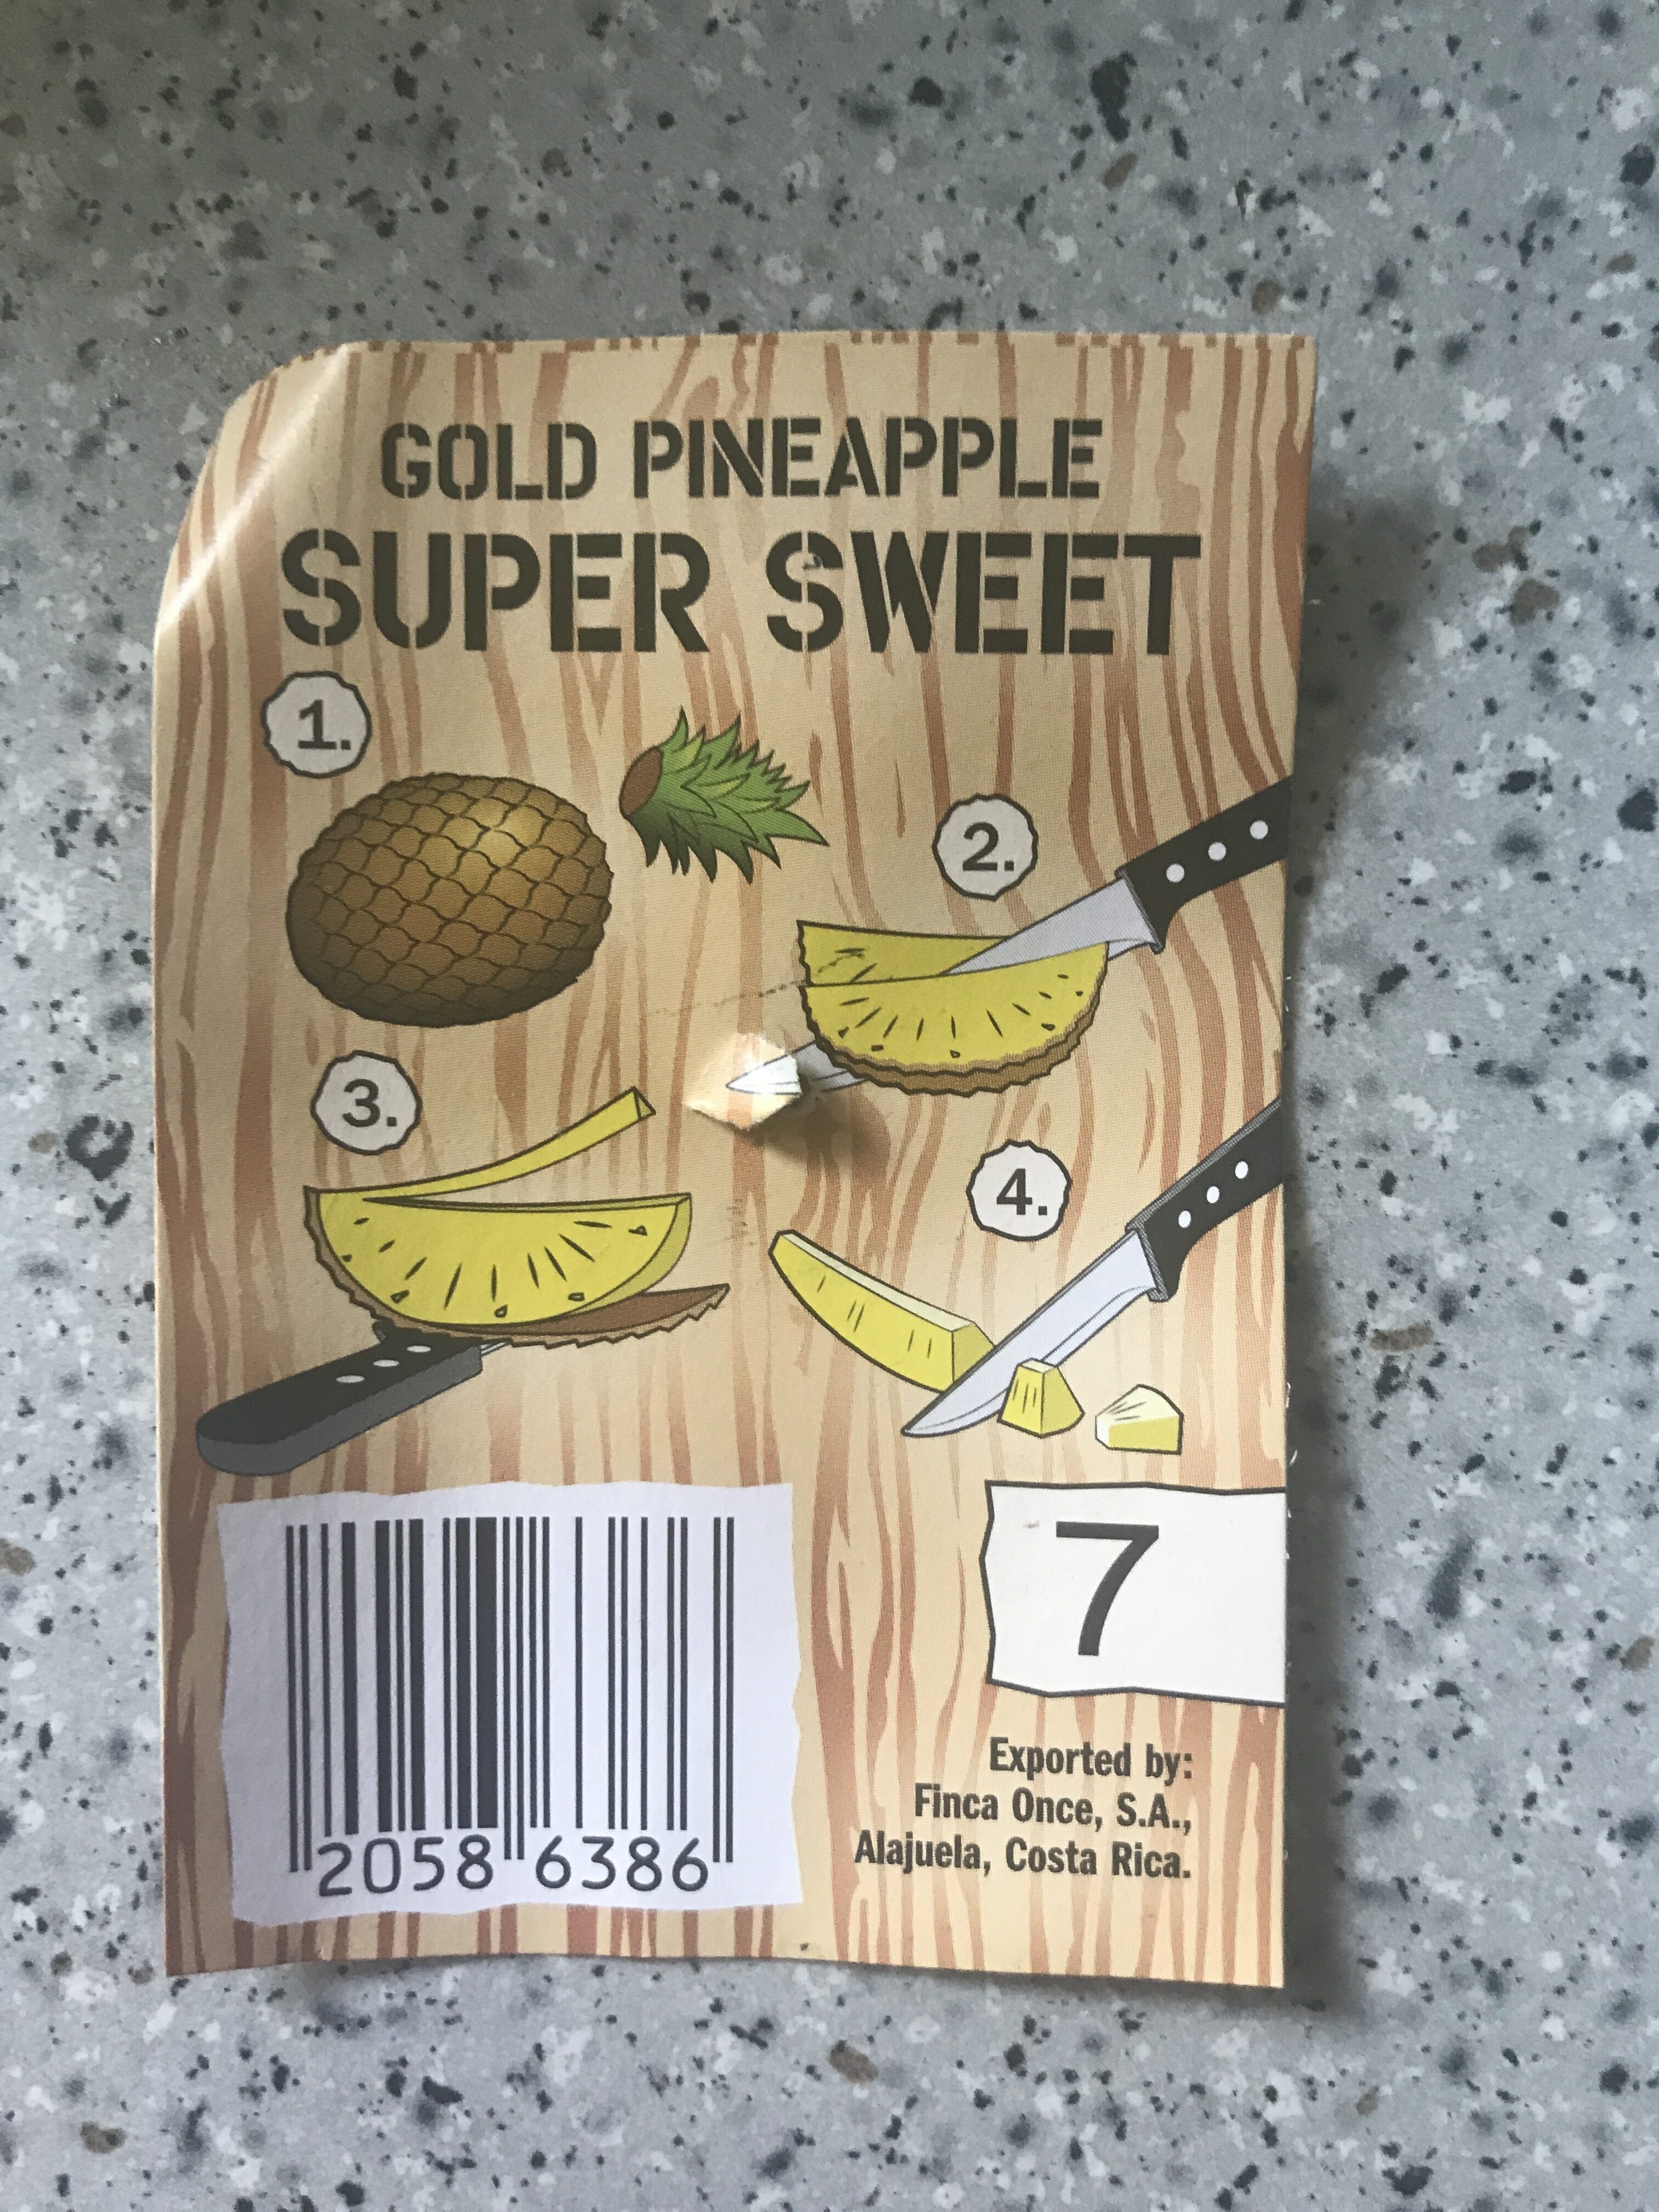 GOLD PINEAPPLE
SUPER SWEET
1.
2.
3.
4.
7
2058 6386
Exported by:
Finca Once, S.A.,
Alajuela, Costa Rica.